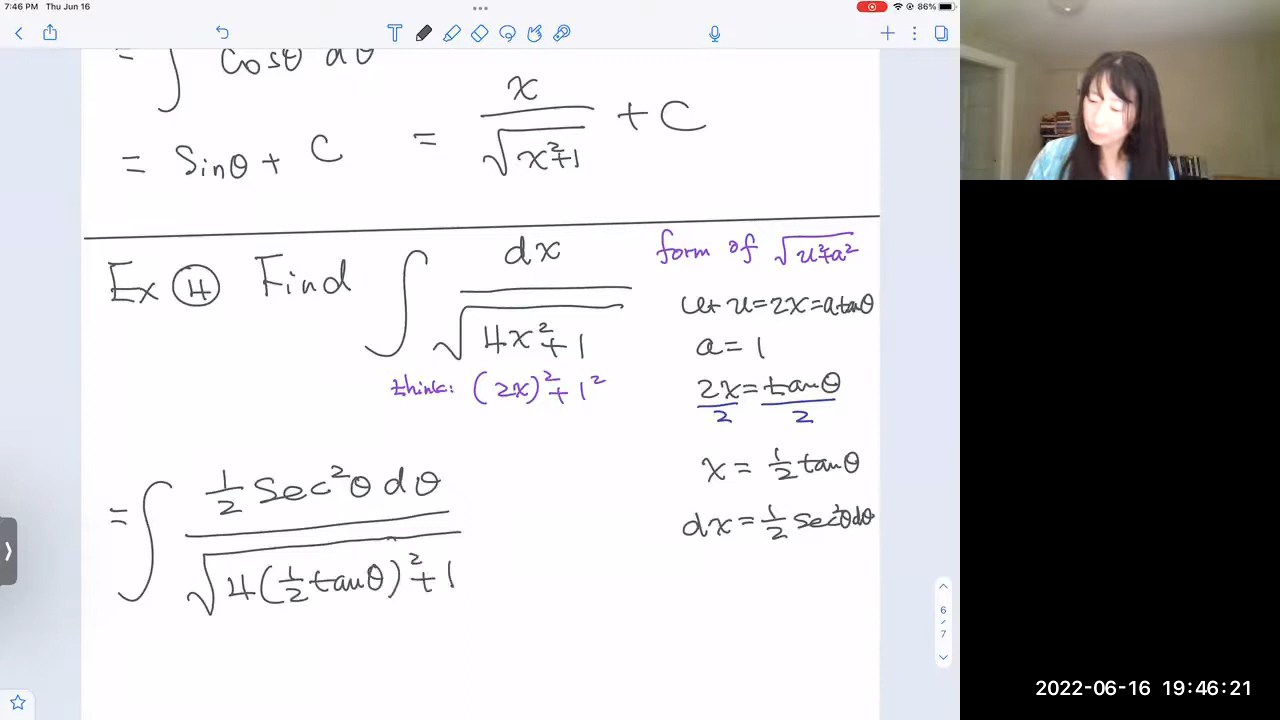 7:46 PM Thu Jun 16
86%
= ∫ cosθ dθ
= sinθ + C = x/√(x²+1) + C
Ex ④ Find ∫ dx/√(4x²+1)
think: (2x)² + 1²
form of √(u²+a²)
let u=2x=a tanθ
a = 1
2x/2 = tanθ/2
x = 1/2 tanθ
dx = 1/2 sec²θ dθ
= ∫ 1/2 sec²θ dθ / √(4(1/2 tanθ)² + 1)
6
/
7
2022-06-16 19:46:21